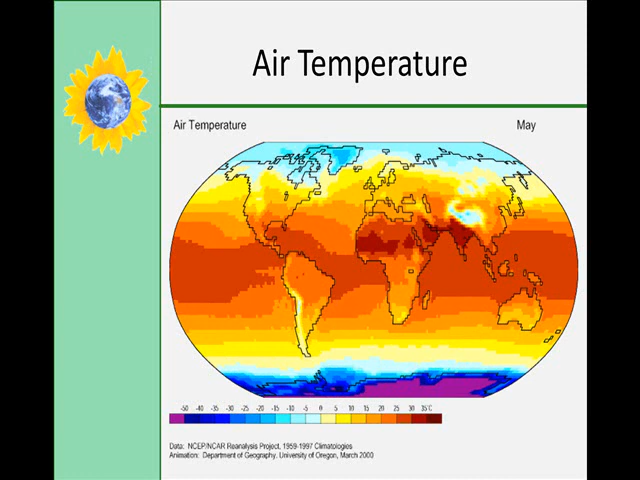 Air Temperature
Air Temperature May
-50 -40 -35 -30 -25 -20 -15 -10 -5 0 5 10 15 20 25 30 35°C
Data: NCEP/NCAR Reanalysis Project, 1959-1997 Climatologies
Animation: Department of Geography, University of Oregon, March 2000